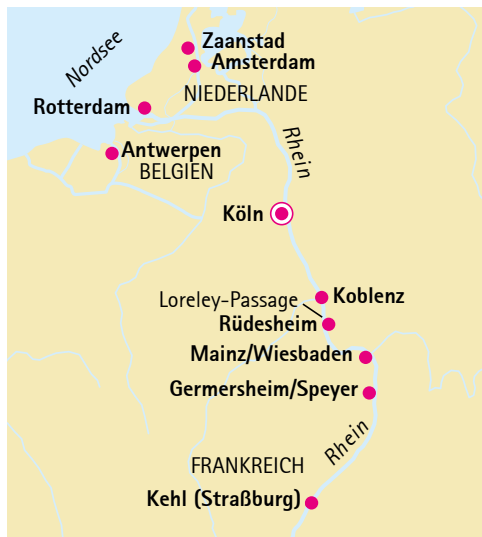 Nordsee
Zaanstad
Amsterdam
NIEDERLANDE
Rotterdam
Rhein
Antwerpen
BELGIEN
Köln
Koblenz
Loreley-Passage
Rüdesheim
Mainz/Wiesbaden
Germersheim/Speyer
Rhein
FRANKREICH
Kehl (Straßburg)